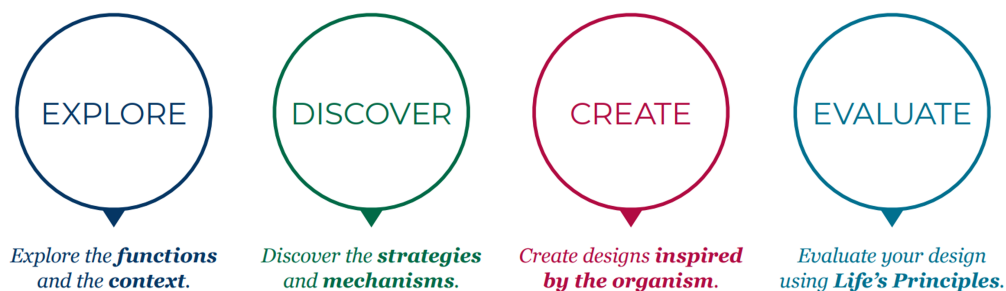 EXPLORE
Explore the functions
and the context.
DISCOVER
Discover the strategies
and mechanisms.
CREATE
Create designs inspired
by the organism.
EVALUATE
Evaluate your design
using Life's Principles.